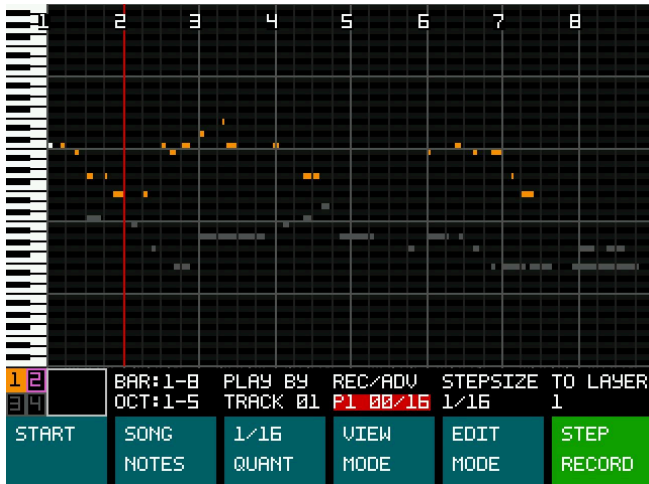 1 2 3 4 5 6 7 8
1 2 BAR:1-8 PLAY BY REC/ADV STEPSIZE TO LAYER
3 4 OCT:1-5 TRACK 01 P1 00/16 1/16 1
START SONG 1/16 VIEW EDIT STEP
NOTES QUANT MODE MODE RECORD